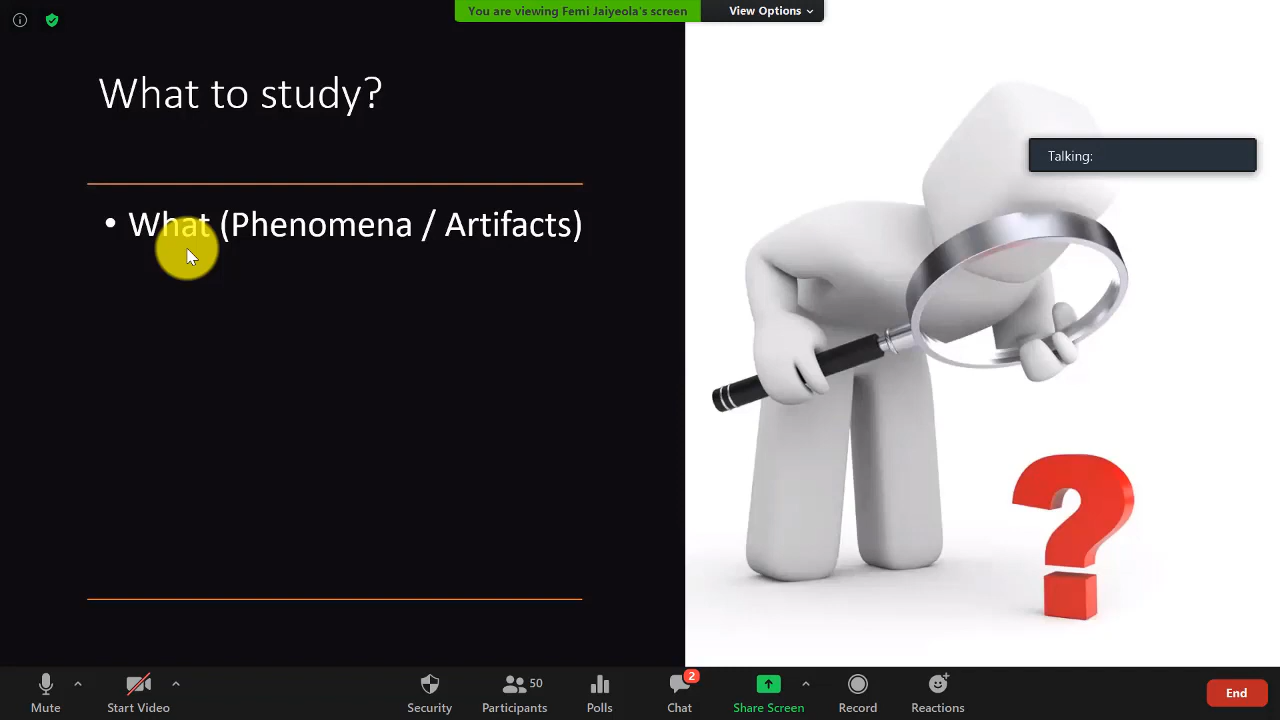 You are viewing Femi Jaiyeola's screen
View Options
What to study?
Talking:
• What (Phenomena / Artifacts)
?
Mute
Start Video
Security
50
Participants
Polls
2
Chat
Share Screen
Record
Reactions
End